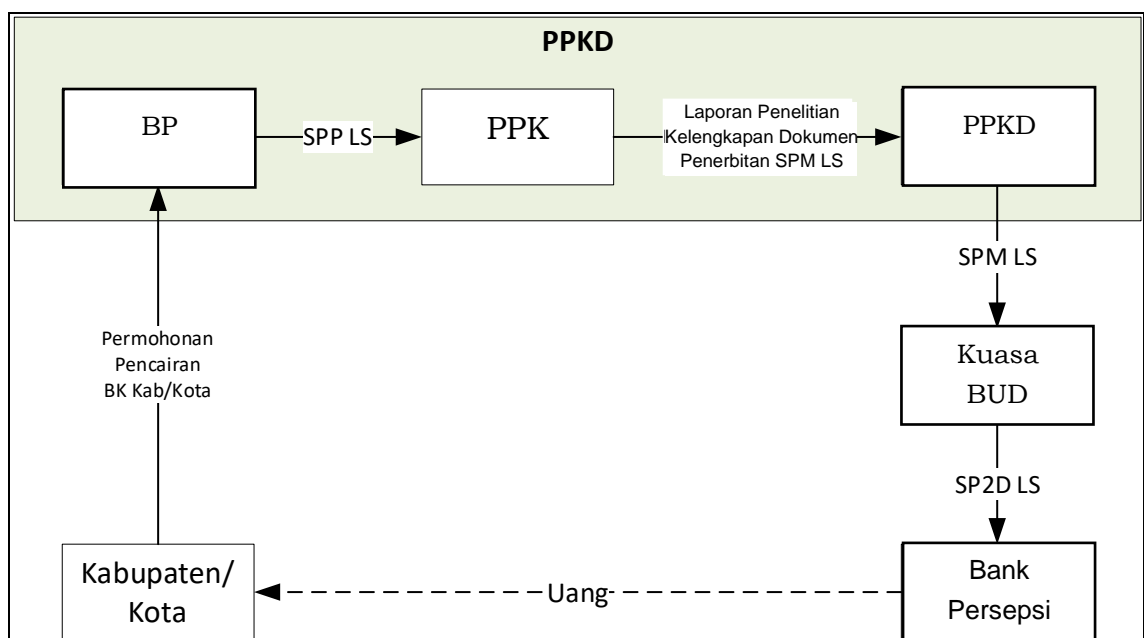 PPKD
BP
SPP LS
PPK
Laporan Penelitian
Kelengkapan Dokumen
Penerbitan SPM LS
PPKD
SPM LS
Permohonan
Pencairan
BK Kab/Kota
Kuasa
BUD
SP2D LS
Kabupaten/
Kota
Uang
Bank
Persepsi